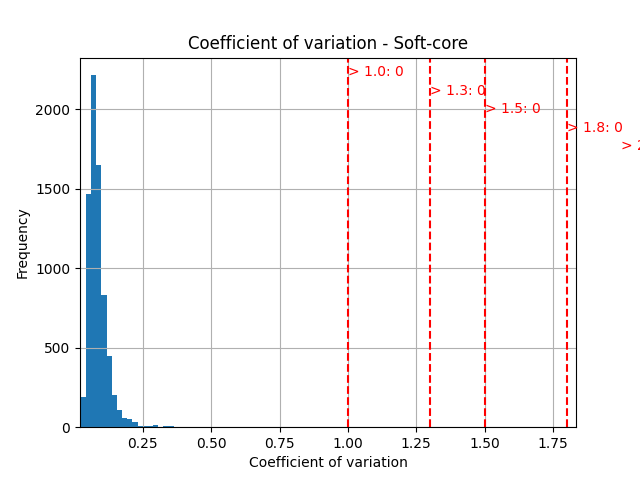 Coefficient of variation - Soft-core
> 1.0: 0
> 1.3: 0
> 1.5: 0
> 1.8: 0
> 2
2000
1500
1000
500
0
Frequency
0.25 0.50 0.75 1.00 1.25 1.50 1.75
Coefficient of variation